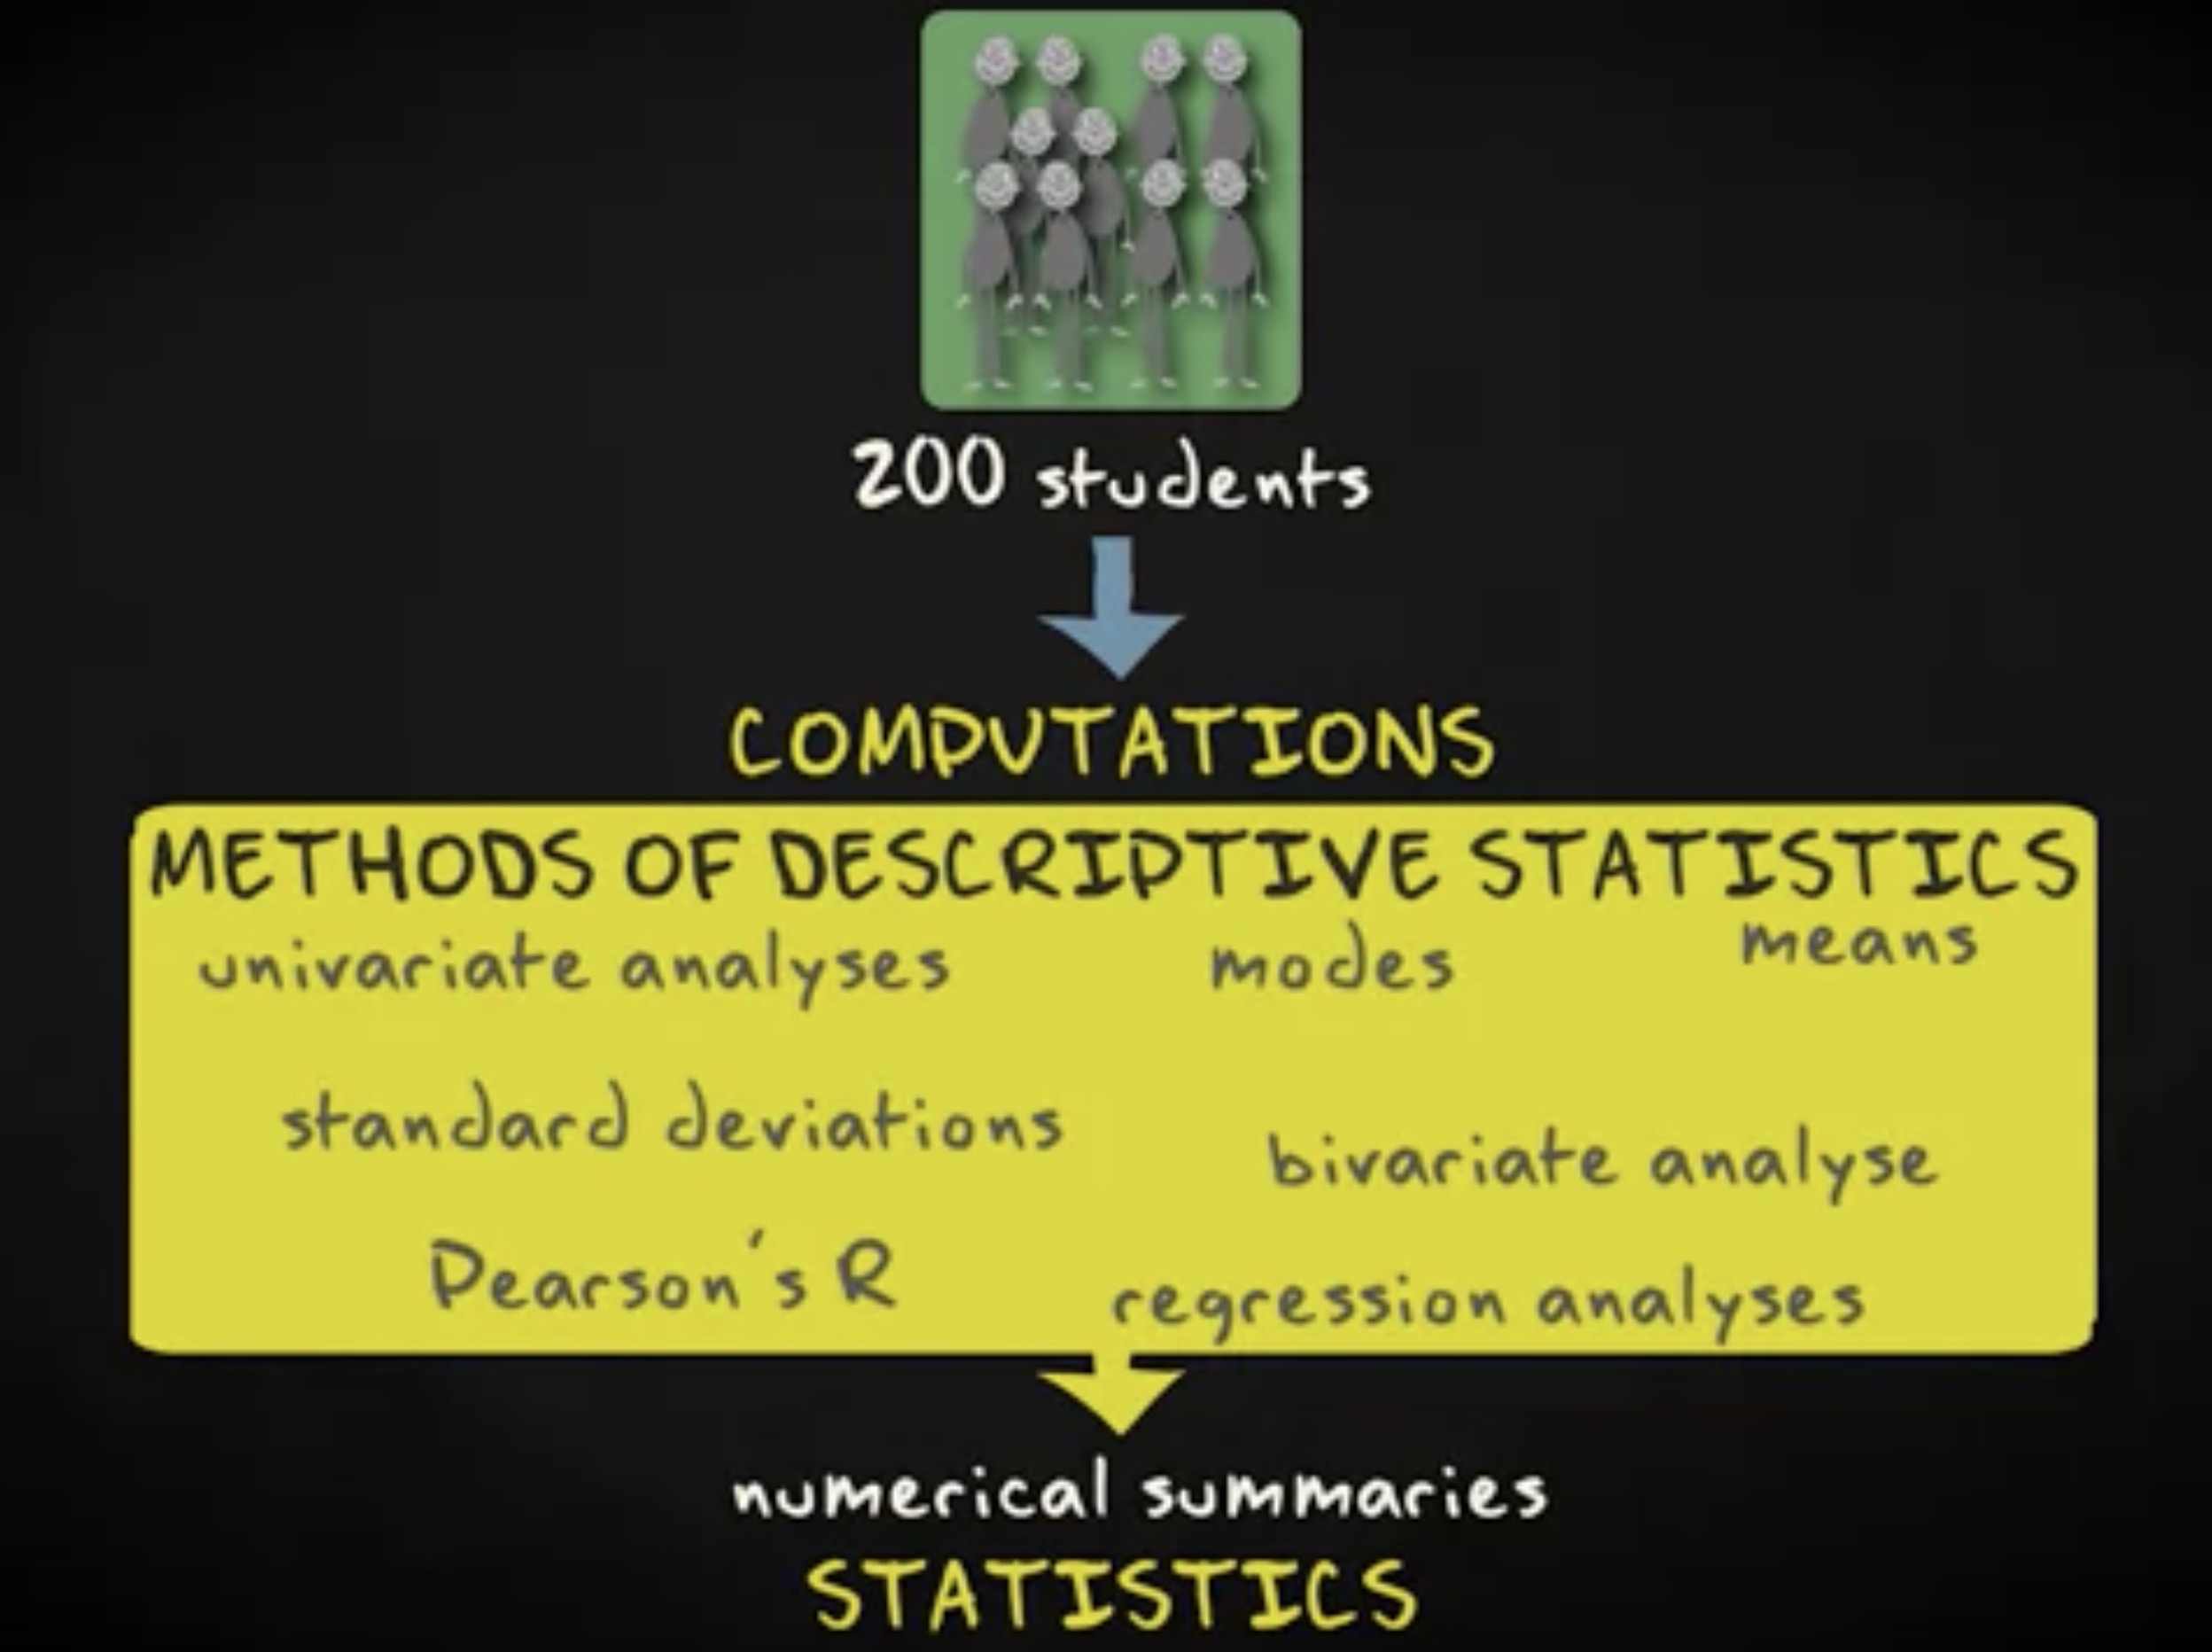 200 students
COMPUTATIONS
METHODS OF DESCRIPTIVE STATISTICS
univariate analyses modes means
standard deviations
bivariate analyse
Pearson's R
regression analyses
numerical summaries
STATISTICS